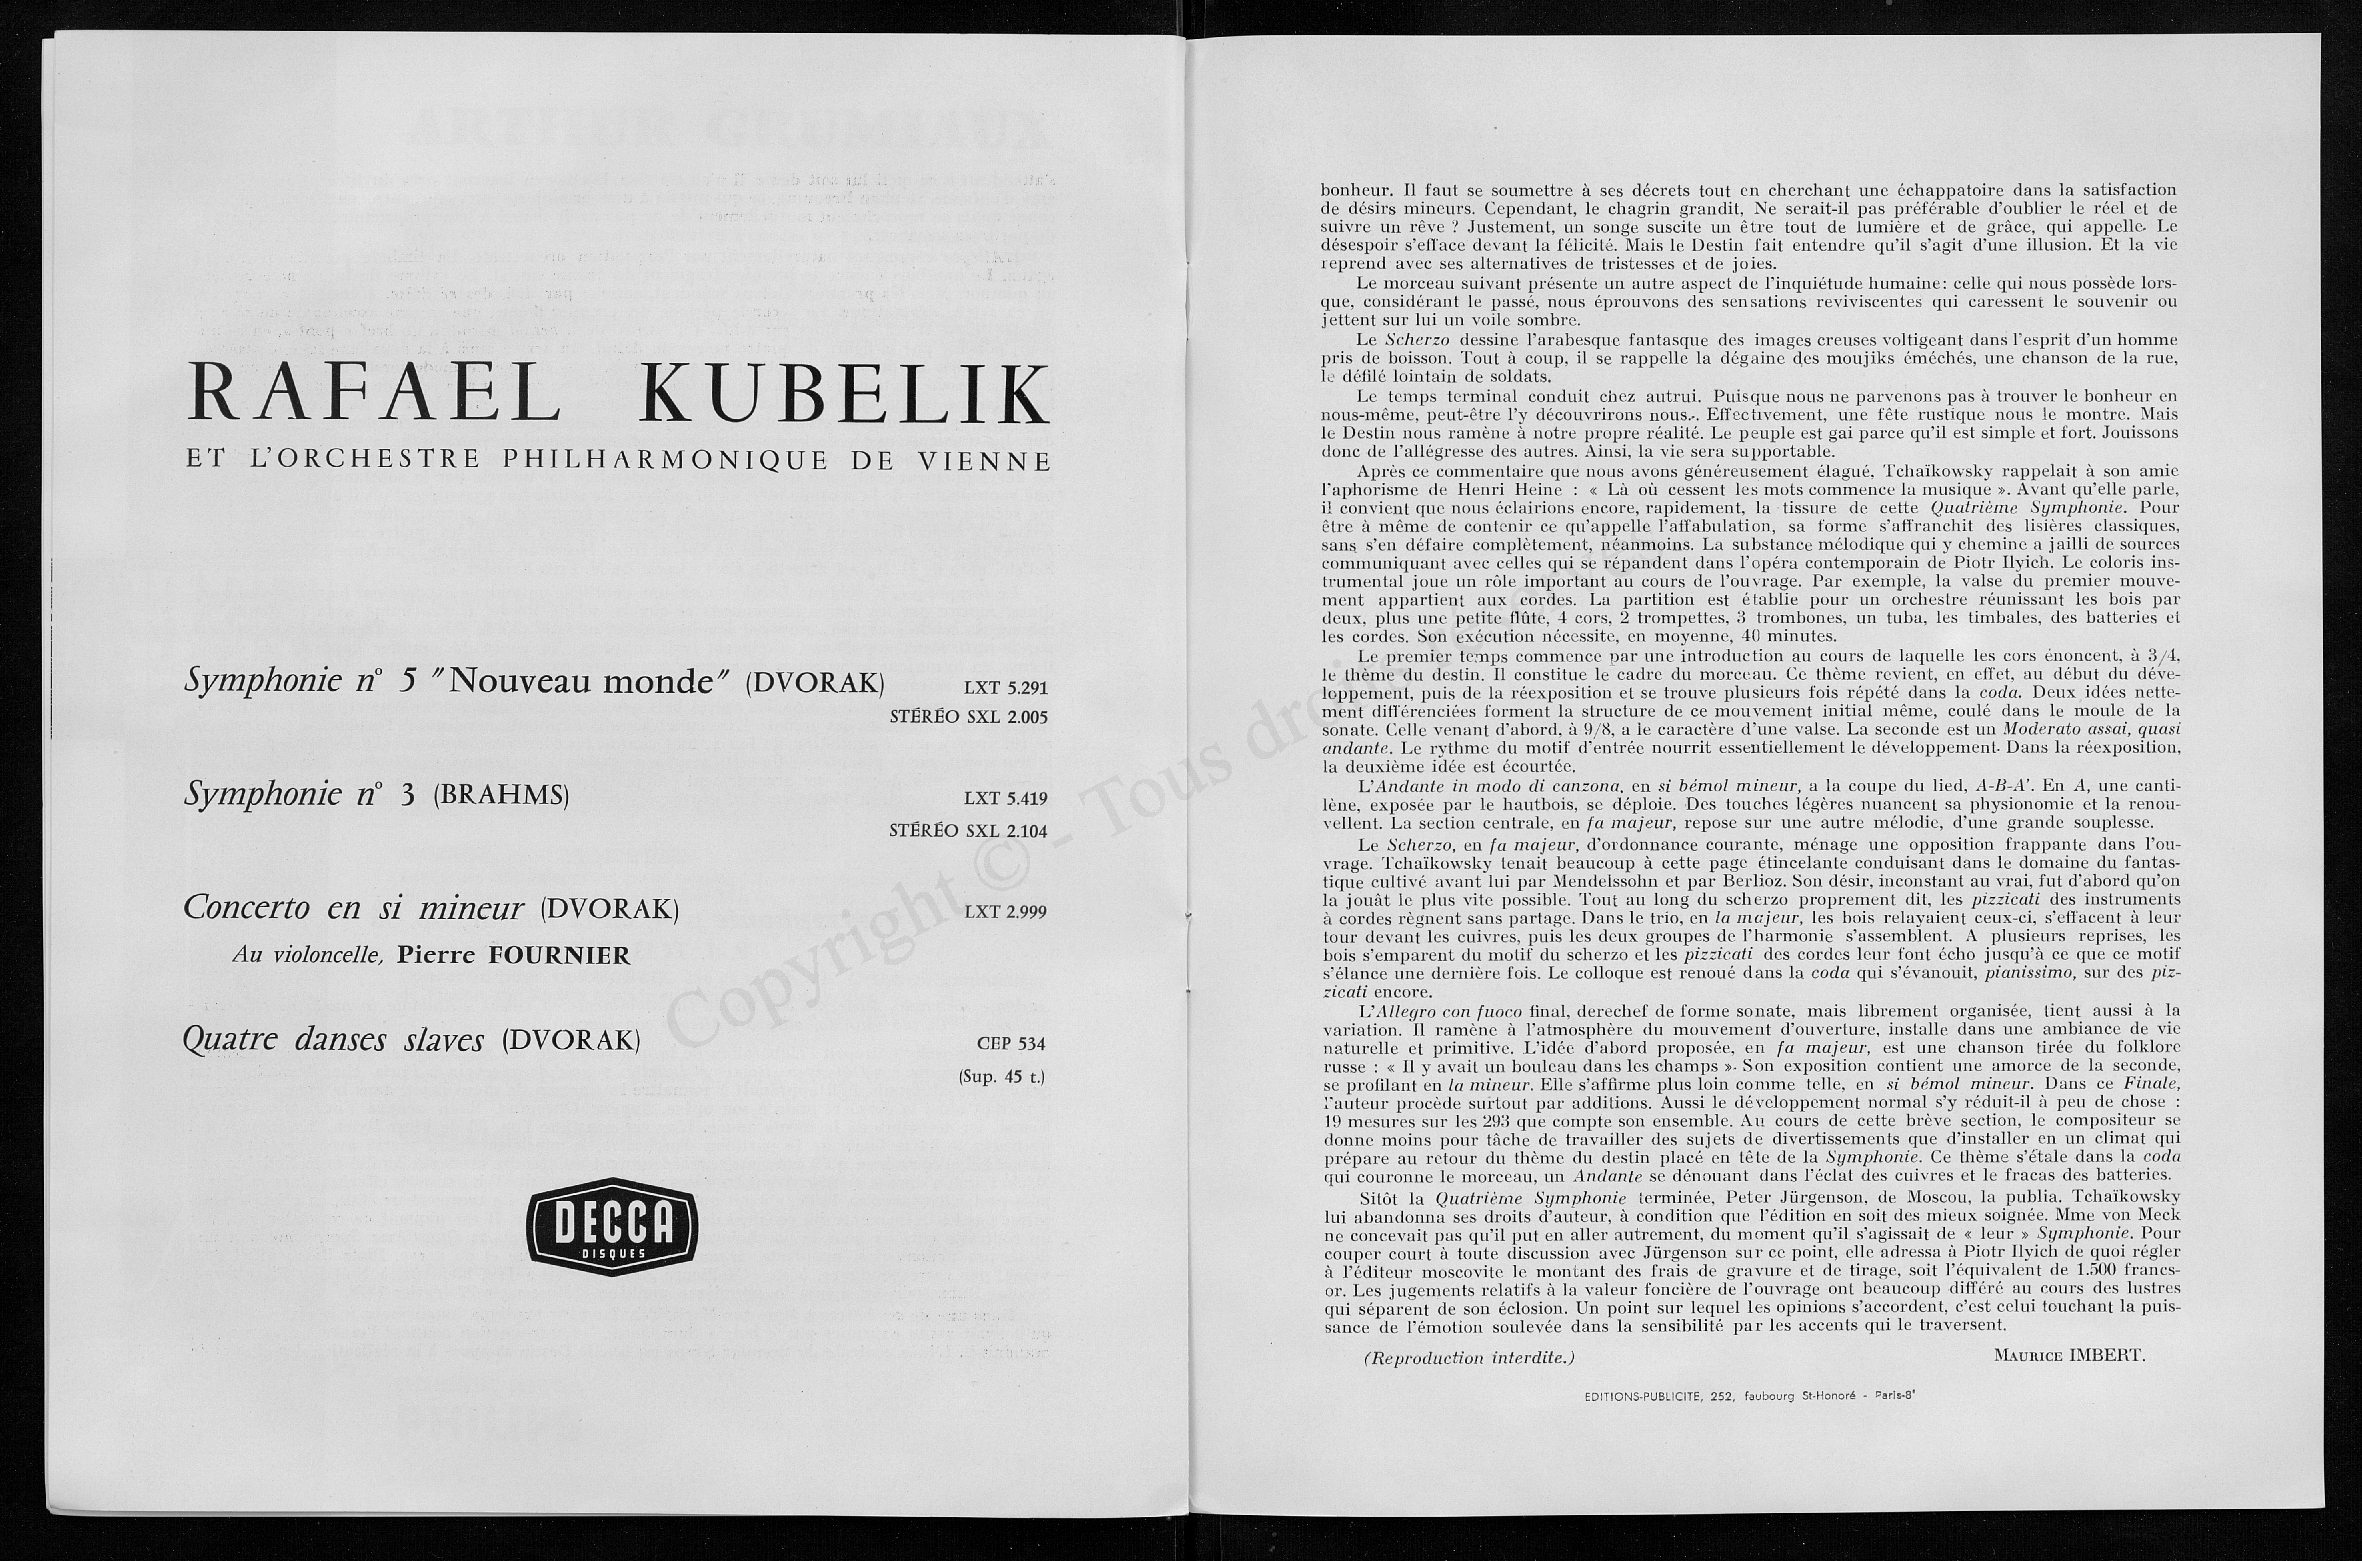 RAFAEL KUBELIK
ET L'ORCHESTRE PHILHARMONIQUE DE VIENNE
Symphonie n° 5 "Nouveau monde" (DVORAK) LXT 5.291
STÉRÉO SXL 2.005
Symphonie n° 3 (BRAHMS) LXT 5.419
STÉRÉO SXL 2.104
Concerto en si mineur (DVORAK) LXT 2.999
Au violoncelle, Pierre FOURNIER
Quatre danses slaves (DVORAK) CEP 534
(Sup. 45 t.)
DECCA
DISQUES
bonheur. Il faut se soumettre à ses décrets tout en cherchant une échappatoire dans la satisfaction
de désirs mineurs. Cependant, le chagrin grandit, Ne serait-il pas préférable d'oublier le réel et de
suivre un rêve ? Justement, un songe suscite un être tout de lumière et de grâce, qui appelle. Le
désespoir s'efface devant la félicité. Mais le Destin fait entendre qu'il s'agit d'une illusion. Et la vie
reprend avec ses alternatives de tristesses et de joies.
Le morceau suivant présente un autre aspect de l'inquiétude humaine: celle qui nous possède lors-
que, considérant le passé, nous éprouvons des sensations reviviscentes qui caressent le souvenir ou
jettent sur lui un voile sombre.
Le Scherzo dessine l'arabesque fantasque des images creuses voltigeant dans l'esprit d'un homme
pris de boisson. Tout à coup, il se rappelle la dégaine des moujiks éméchés, une chanson de la rue,
le défilé lointain de soldats.
Le temps terminal conduit chez autrui. Puisque nous ne parvenons pas à trouver le bonheur en
nous-même, peut-être l'y découvrirons nous... Effectivement, une fête rustique nous le montre. Mais
le Destin nous ramène à notre propre réalité. Le peuple est gai parce qu'il est simple et fort. Jouissons
donc de l'allégresse des autres. Ainsi, la vie sera supportable.
Après ce commentaire que nous avons généreusement élagué, Tchaïkowsky rappelait à son amie
l'aphorisme de Henri Heine : « Là où cessent les mots commence la musique ». Avant qu'elle parle,
il convient que nous éclairions encore, rapidement, la tissure de cette Quatrième Symphonie. Pour
être à même de contenir ce qu'appelle l'affabulation, sa forme s'affranchit des lisières classiques,
sans s'en défaire complètement, néanmoins. La substance mélodique qui y chemine a jailli de sources
communiquant avec celles qui se répandent dans l'opéra contemporain de Piotr Ilyich. Le coloris ins-
trumental joue un rôle important au cours de l'ouvrage. Par exemple, la valse du premier mouve-
ment appartient aux cordes. La partition est établie pour un orchestre réunissant les bois par
deux, plus une petite flûte, 4 cors, 2 trompettes, 3 trombones, un tuba, les timbales, des batteries et
les cordes. Son exécution nécessite, en moyenne, 40 minutes.
Le premier temps commence par une introduction au cours de laquelle les cors énoncent, à 3/4,
le thème du destin. Il constitue le cadre du morceau. Ce thème revient, en effet, au début du déve-
loppement, puis de la réexposition et se trouve plusieurs fois répété dans la coda. Deux idées nette-
ment différenciées forment la structure de ce mouvement initial même, coulé dans le moule de la
sonate. Celle venant d'abord, à 9/8, a le caractère d'une valse. La seconde est un Moderato assai, quasi
andante. Le rythme du motif d'entrée nourrit essentiellement le développement. Dans la réexposition,
la deuxième idée est écourtée.
L'Andante in modo di canzona, en si bémol mineur, a la coupe du lied, A-B-A'. En A, une canti-
lène, exposée par le hautbois, se déploie. Des touches légères nuancent sa physionomie et la renou-
vellent. La section centrale, en fa majeur, repose sur une autre mélodie, d'une grande souplesse.
Le Scherzo, en fa majeur, d'ordonnance courante, ménage une opposition frappante dans l'ou-
vrage. Tchaïkowsky tenait beaucoup à cette page étincelante conduisant dans le domaine du fantas-
tique cultivé avant lui par Mendelssohn et par Berlioz. Son désir, inconstant au vrai, fut d'abord qu'on
la jouât le plus vite possible. Tout au long du scherzo proprement dit, les pizzicati des instruments
à cordes règnent sans partage. Dans le trio, en la majeur, les bois relayaient ceux-ci, s'effacent à leur
tour devant les cuivres, puis les deux groupes de l'harmonie s'assemblent. A plusieurs reprises, les
bois s'emparent du motif du scherzo et les pizzicati des cordes leur font écho jusqu'à ce que ce motif
s'élance une dernière fois. Le colloque est renoué dans la coda qui s'évanouit, pianissimo, sur des piz-
zicati encore.
L'Allegro con fuoco final, derechef de forme sonate, mais librement organisée, tient aussi à la
variation. Il ramène à l'atmosphère du mouvement d'ouverture, installe dans une ambiance de vie
naturelle et primitive. L'idée d'abord proposée, en fa majeur, est une chanson tirée du folklore
russe : « Il y avait un bouleau dans les champs ». Son exposition contient une amorce de la seconde,
se profilant en la mineur. Elle s'affirme plus loin comme telle, en si bémol mineur. Dans ce Finale,
l'auteur procède surtout par additions. Aussi le développement normal s'y réduit-il à peu de chose :
19 mesures sur les 293 que compte son ensemble. Au cours de cette brève section, le compositeur se
donne moins pour tâche de travailler des sujets de divertissements que d'installer en un climat qui
prépare au retour du thème du destin placé en tête de la Symphonie. Ce thème s'étale dans la coda
qui couronne le morceau, un Andante se dénouant dans l'éclat des cuivres et le fracas des batteries.
Sitôt la Quatrième Symphonie terminée, Peter Jürgenson, de Moscou, la publia. Tchaïkowsky
lui abandonna ses droits d'auteur, à condition que l'édition en soit des mieux soignée. Mme von Meck
ne concevait pas qu'il put en aller autrement, du moment qu'il s'agissait de « leur » Symphonie. Pour
couper court à toute discussion avec Jürgenson sur ce point, elle adressa à Piotr Ilyich de quoi régler
à l'éditeur moscovite le montant des frais de gravure et de tirage, soit l'équivalent de 1.500 francs-
or. Les jugements relatifs à la valeur foncière de l'ouvrage ont beaucoup différé au cours des lustres
qui séparent de son éclosion. Un point sur lequel les opinions s'accordent, c'est celui touchant la puis-
sance de l'émotion soulevée dans la sensibilité par les accents qui le traversent.
(Reproduction interdite.) MAURICE IMBERT.
EDITIONS-PUBLICITE, 252, faubourg St-Honoré - Paris-8e
Copyright © - Tous droits